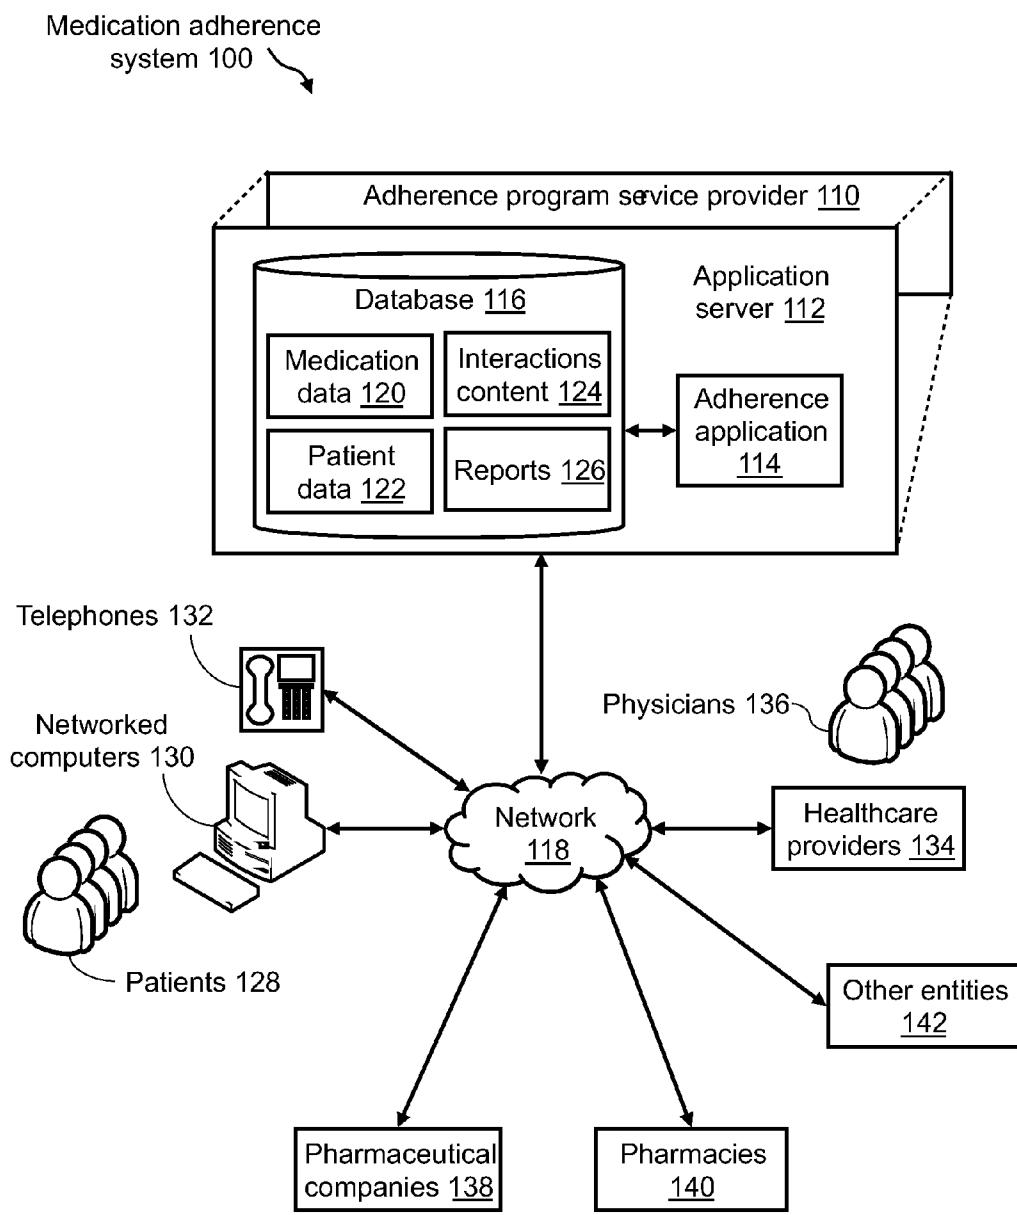 Medication adherence
system 100
Adherence program service provider 110
Application
server 112
Database 116
Medication
data 120
Interactions
content 124
Patient
data 122
Reports 126
Adherence
application
114
Telephones 132
Networked
computers 130
Physicians 136
Network
118
Healthcare
providers 134
Patients 128
Other entities
142
Pharmaceutical
companies 138
Pharmacies
140